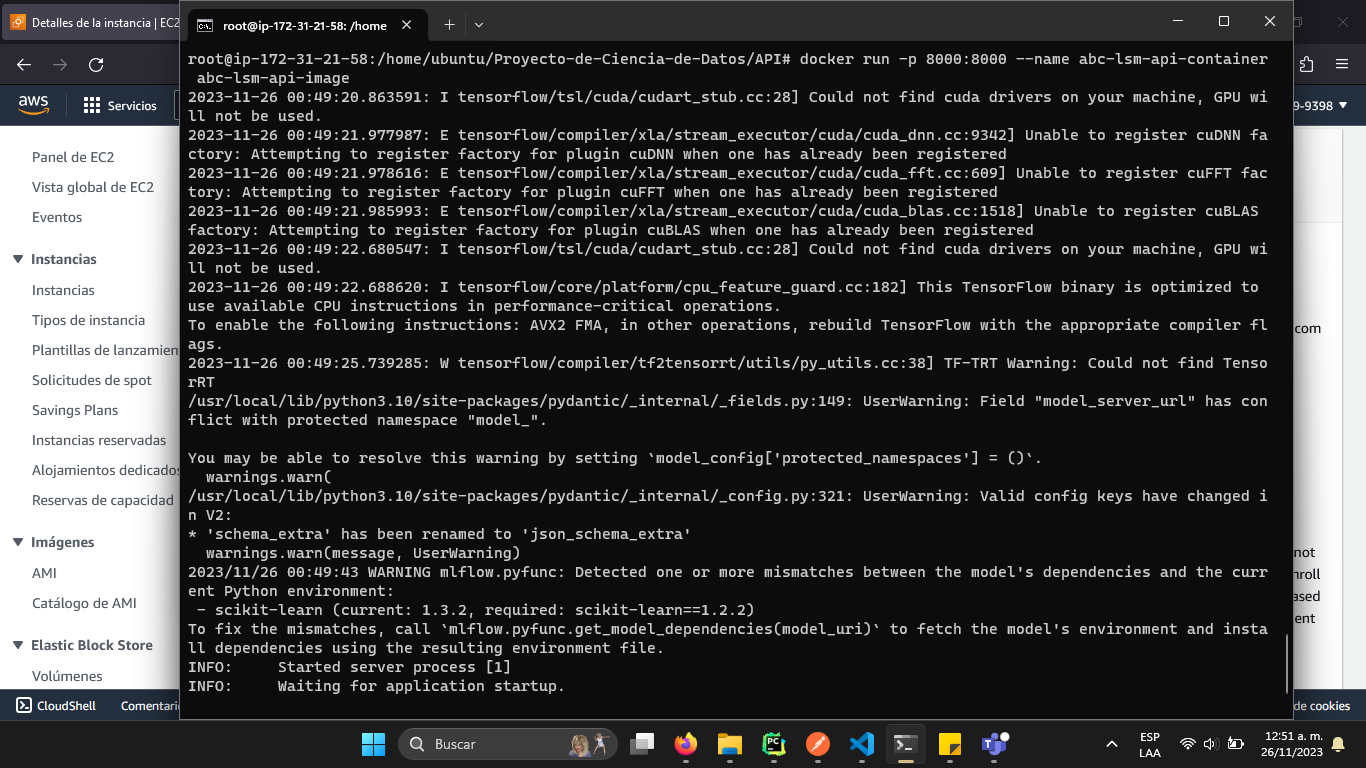 Detalles de la instancia | EC2
root@ip-172-31-21-58: /home
aws
Servicios
9-9398
Panel de EC2
Vista global de EC2
Eventos
Instancias
Instancias
Tipos de instancia
Plantillas de lanzamien
Solicitudes de spot
Savings Plans
Instancias reservadas
Alojamientos dedicados
Reservas de capacidad
Imágenes
AMI
Catálogo de AMI
Elastic Block Store
Volúmenes
CloudShell
Comentari
root@ip-172-31-21-58:/home/ubuntu/Proyecto-de-Ciencia-de-Datos/API# docker run -p 8000:8000 --name abc-lsm-api-container
abc-lsm-api-image
2023-11-26 00:49:20.863591: I tensorflow/tsl/cuda/cudart_stub.cc:28] Could not find cuda drivers on your machine, GPU wi
ll not be used.
2023-11-26 00:49:21.977987: E tensorflow/compiler/xla/stream_executor/cuda/cuda_dnn.cc:9342] Unable to register cuDNN fa
ctory: Attempting to register factory for plugin cuDNN when one has already been registered
2023-11-26 00:49:21.978616: E tensorflow/compiler/xla/stream_executor/cuda/cuda_fft.cc:609] Unable to register cuFFT fac
tory: Attempting to register factory for plugin cuFFT when one has already been registered
2023-11-26 00:49:21.985993: E tensorflow/compiler/xla/stream_executor/cuda/cuda_blas.cc:1518] Unable to register cuBLAS
factory: Attempting to register factory for plugin cuBLAS when one has already been registered
2023-11-26 00:49:22.680547: I tensorflow/tsl/cuda/cudart_stub.cc:28] Could not find cuda drivers on your machine, GPU wi
ll not be used.
2023-11-26 00:49:22.688620: I tensorflow/core/platform/cpu_feature_guard.cc:182] This TensorFlow binary is optimized to
use available CPU instructions in performance-critical operations.
To enable the following instructions: AVX2 FMA, in other operations, rebuild TensorFlow with the appropriate compiler fl
ags.
2023-11-26 00:49:25.739285: W tensorflow/compiler/tf2tensorrt/utils/py_utils.cc:38] TF-TRT Warning: Could not find Tenso
rRT
/usr/local/lib/python3.10/site-packages/pydantic/_internal/_fields.py:149: UserWarning: Field "model_server_url" has con
flict with protected namespace "model_".
You may be able to resolve this warning by setting `model_config['protected_namespaces'] = ()`.
warnings.warn(
/usr/local/lib/python3.10/site-packages/pydantic/_internal/_config.py:321: UserWarning: Valid config keys have changed i
n V2:
* 'schema_extra' has been renamed to 'json_schema_extra'
warnings.warn(message, UserWarning)
2023/11/26 00:49:43 WARNING mlflow.pyfunc: Detected one or more mismatches between the model's dependencies and the curr
ent Python environment:
- scikit-learn (current: 1.3.2, required: scikit-learn==1.2.2)
To fix the mismatches, call `mlflow.pyfunc.get_model_dependencies(model_uri)` to fetch the model's environment and insta
ll dependencies using the resulting environment file.
INFO: Started server process [1]
INFO: Waiting for application startup.
com
not
nroll
ased
ent
de cookies
Buscar
PC
ESP
LAA
12:51 a. m.
26/11/2023